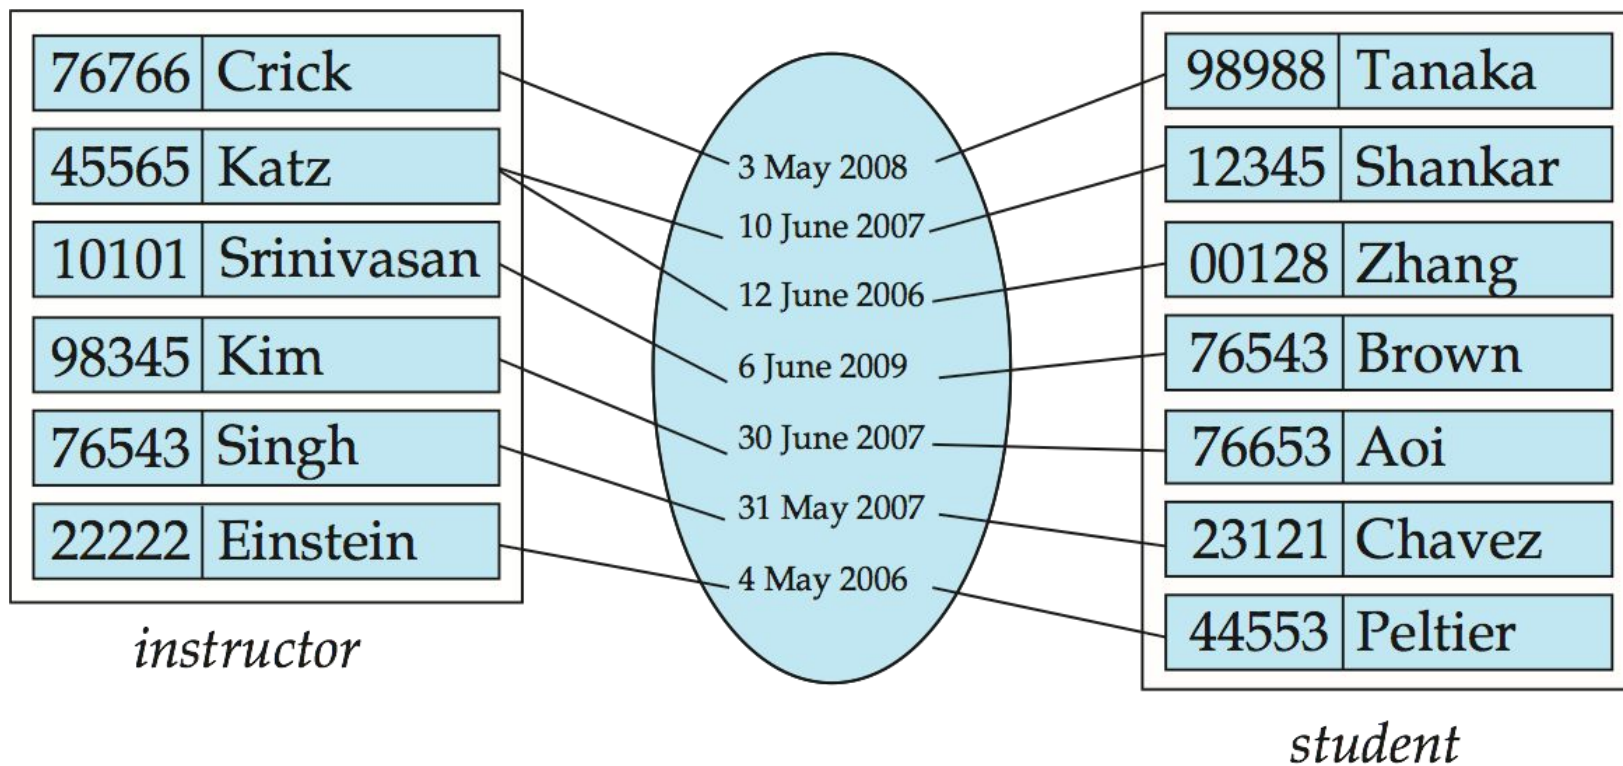 76766 Crick
45565 Katz
10101 Srinivasan
98345 Kim
76543 Singh
22222 Einstein
instructor
3 May 2008
10 June 2007
12 June 2006
6 June 2009
30 June 2007
31 May 2007
4 May 2006
98988 Tanaka
12345 Shankar
00128 Zhang
76543 Brown
76653 Aoi
23121 Chavez
44553 Peltier
student